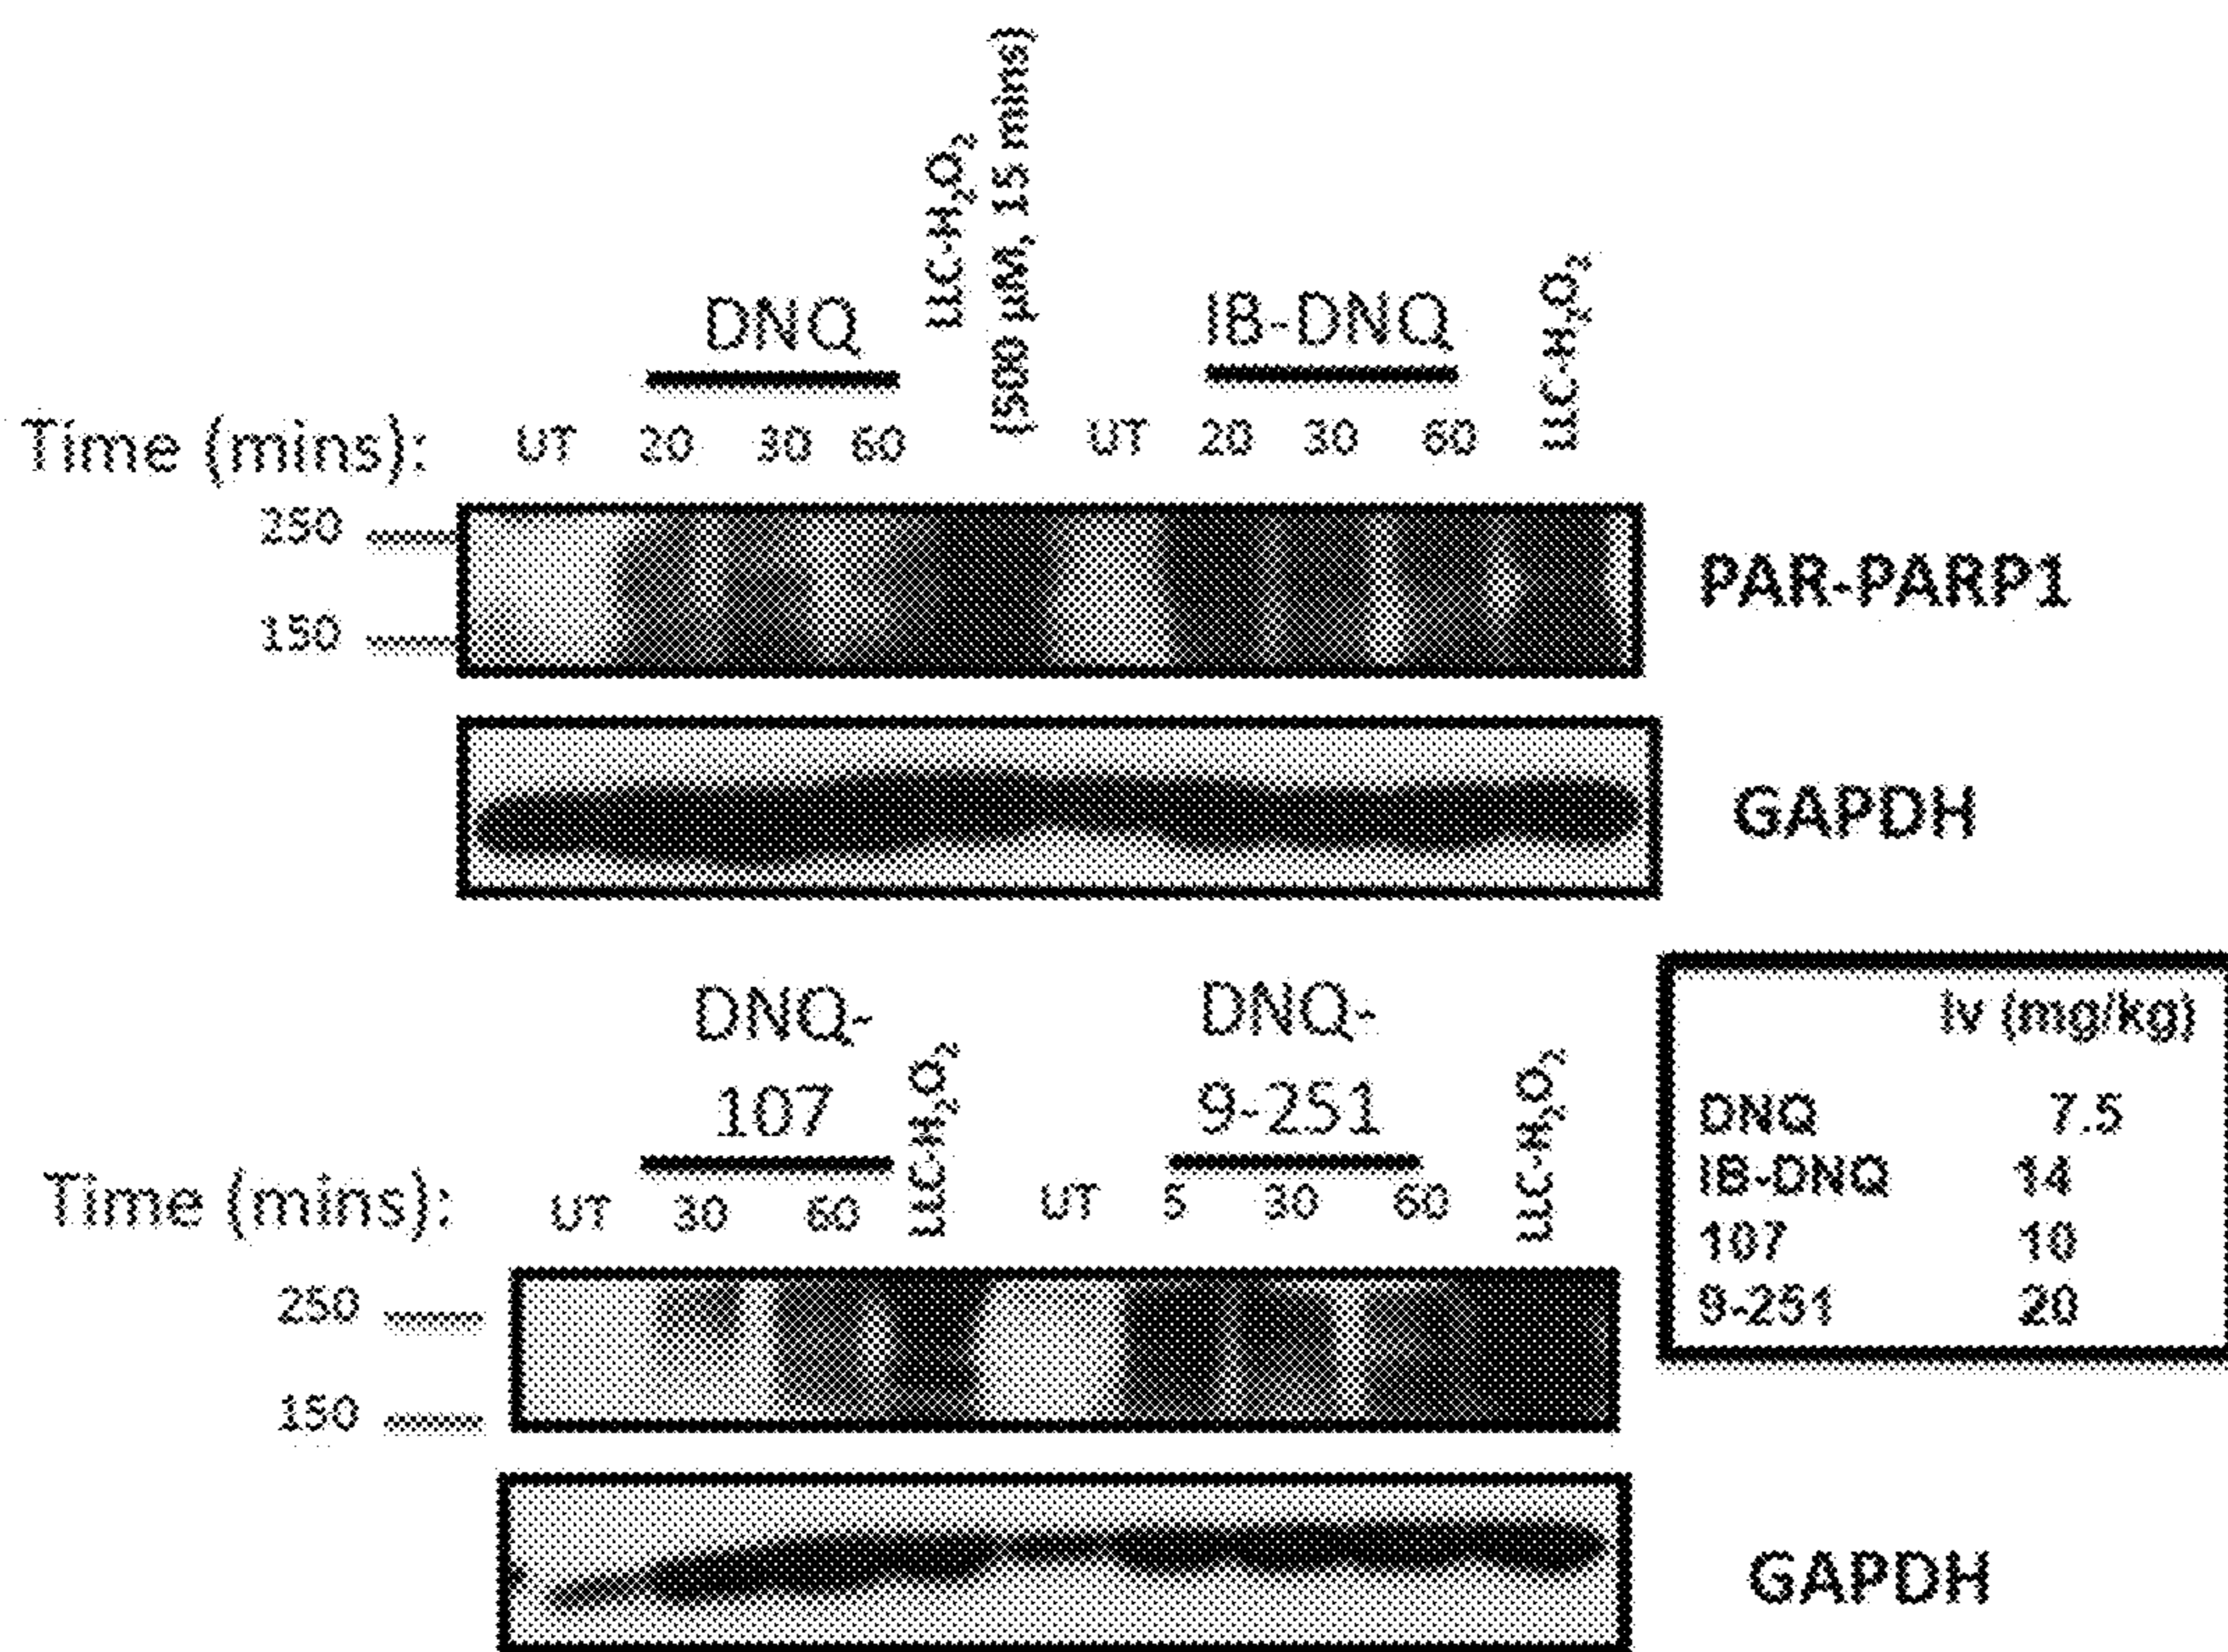 DNQ
LLC-H₂O₂
(500 µM, 15 mins)
IB-DNQ
LLC-H₂O₂
Time (mins): UT 20 30 60 UT 20 30 60
250
150
PAR-PARP1
GAPDH
DNQ-
107
LLC-H₂O₂
DNQ-
9-251
LLC-H₂O₂
Time (mins): UT 30 60 UT 5 30 60
250
150
GAPDH
Iv (mg/kg)
DNQ 7.5
IB-DNQ 14
107 10
9-251 20